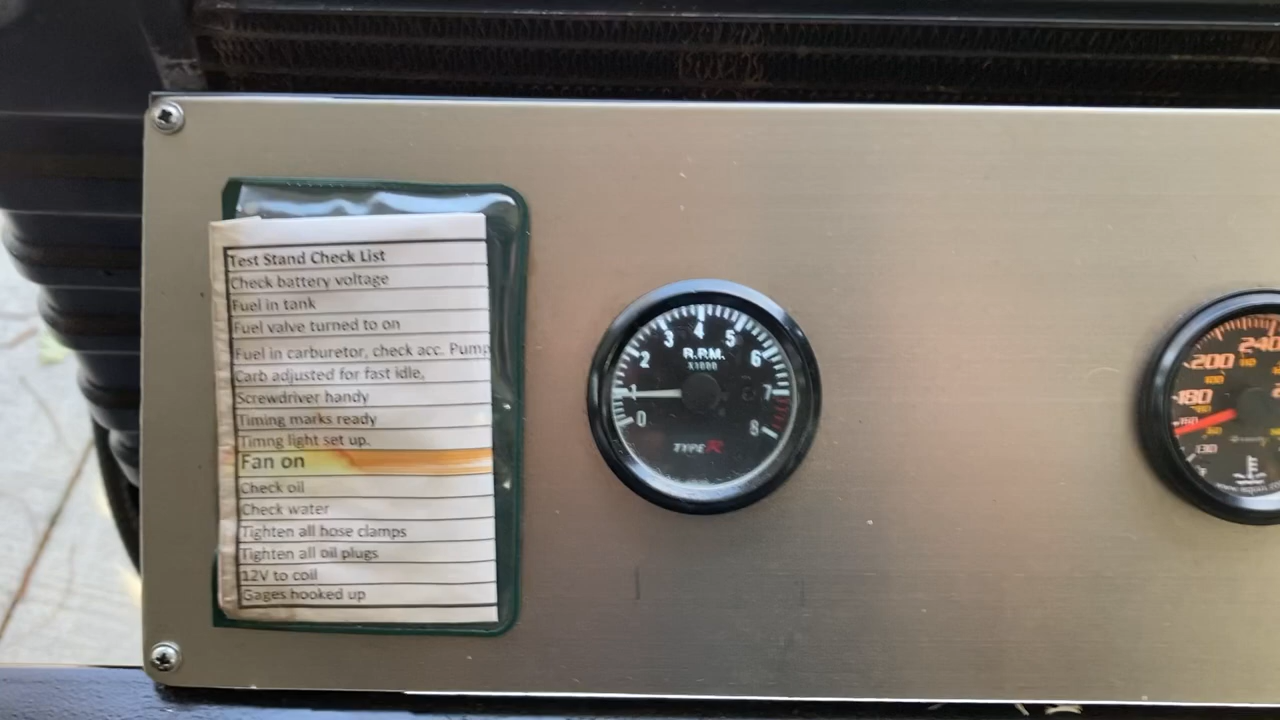 Test Stand Check List
Check battery voltage
Fuel in tank
Fuel valve turned to on
Fuel in carburetor, check acc. Pump
Carb adjusted for fast idle,
Screwdriver handy
Timing marks ready
Timng light set up.
Fan on
Check oil
Check water
Tighten all hose clamps
Tighten all oil plugs
12V to coil
Gages hooked up
0 1 2 3 4 5 6 7 8
R.P.M.
X1000
TYPE R
130 180 200 240